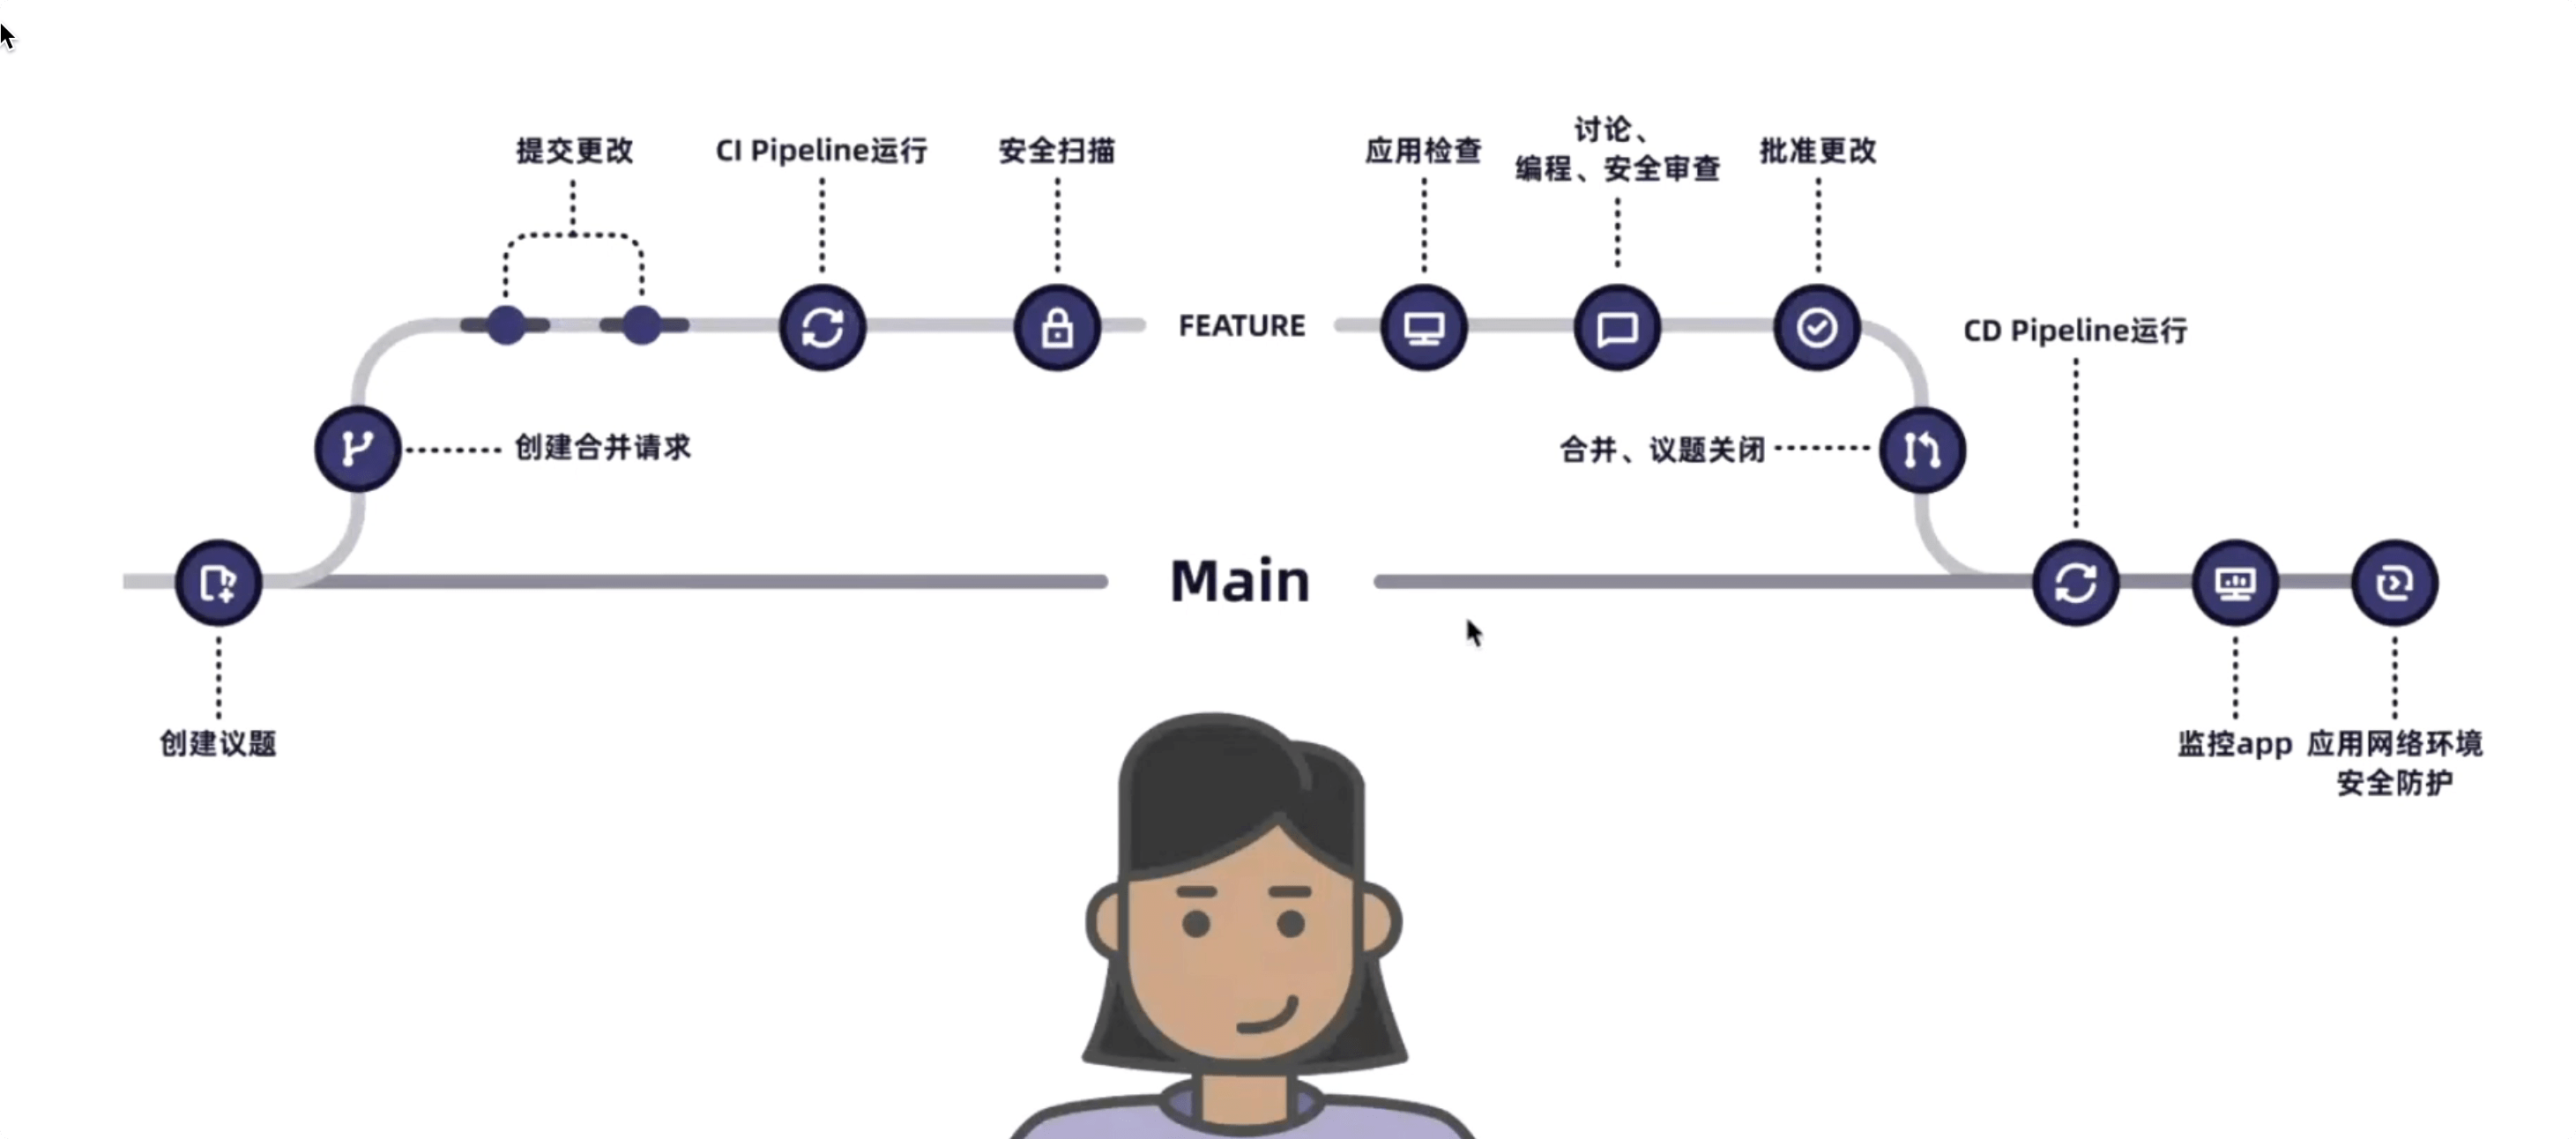 提交更改
CI Pipeline运行
安全扫描
应用检查
讨论、
编程、安全审查
批准更改
FEATURE
CD Pipeline运行
创建合并请求
合并、议题关闭
Main
创建议题
监控app
应用网络环境
安全防护